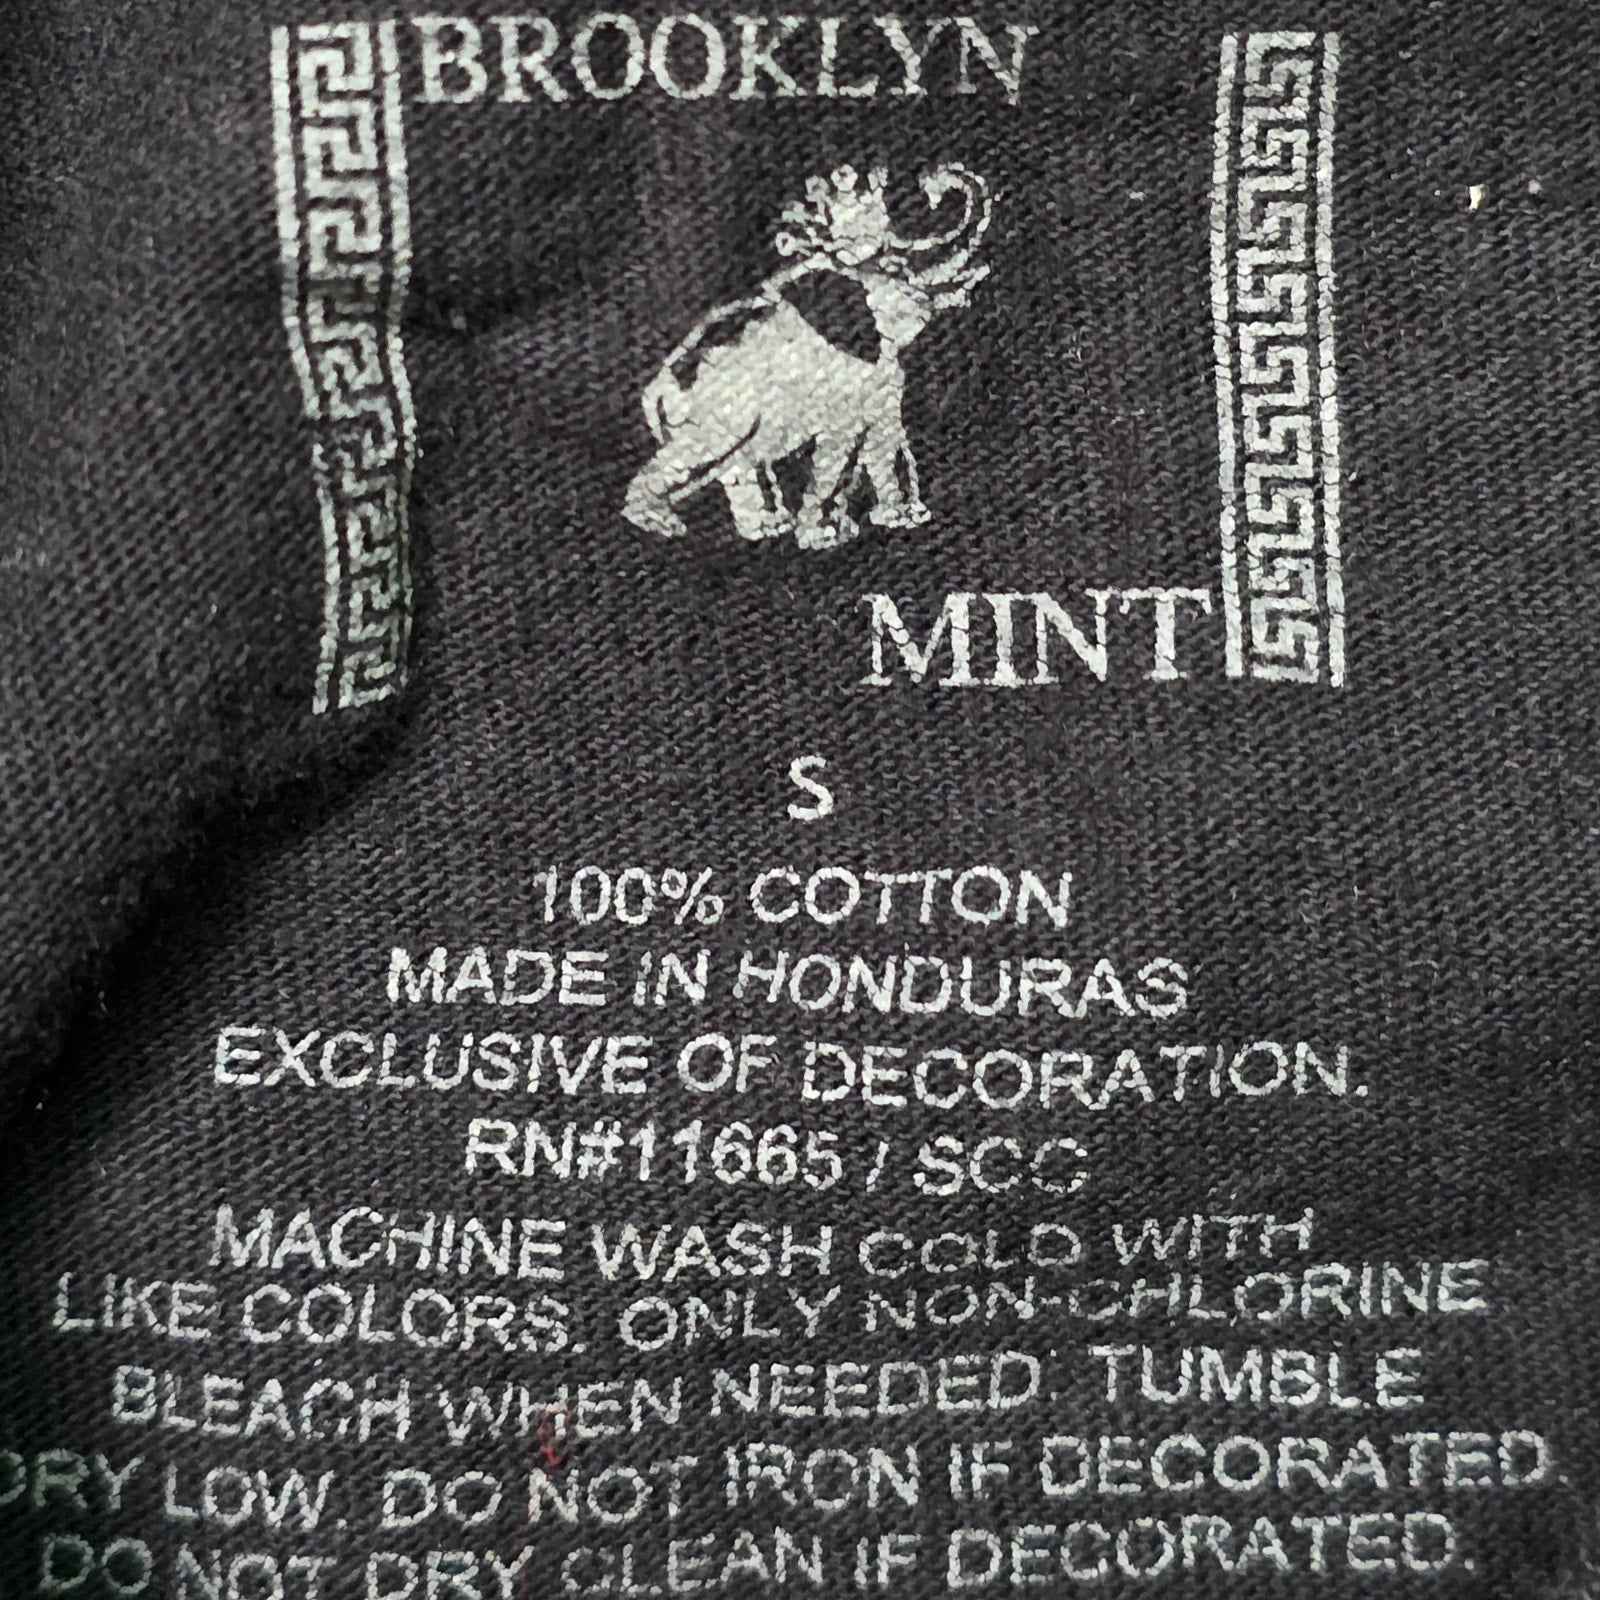 BROOKLYN
MINT
S
100% COTTON
MADE IN HONDURAS
EXCLUSIVE OF DECORATION.
RN#11665 / SCC
MACHINE WASH COLD WITH
LIKE COLORS. ONLY NON-CHLORINE
BLEACH WHEN NEEDED. TUMBLE
DRY LOW. DO NOT IRON IF DECORATED.
DO NOT DRY CLEAN IF DECORATED.